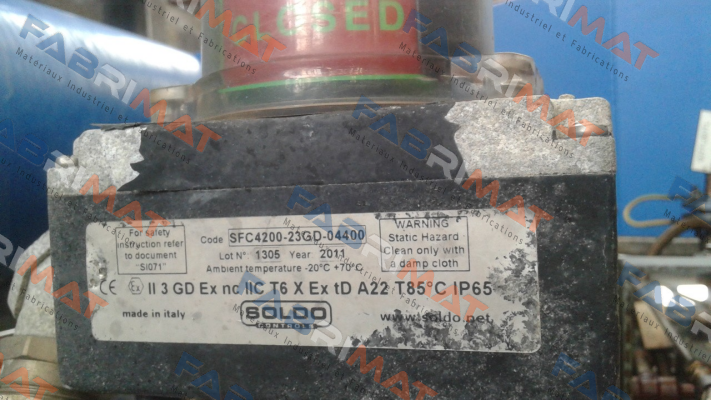 CLOSED
For safety
instruction refer
to document
"SI071"
Code SFC4200-23GD-04400
Lot N° 1305 Year 2011
Ambient temperature -20°C +70°C
WARNING
Static Hazard
Clean only with
a damp cloth
CE Ex II 3 GD Ex nc IIC T6 X Ex tD A22 T85°C IP65
made in italy
SOLDO
CONTROLS
www.soldo.net
FABRIMAT
Materiaux Industriel et Fabrications